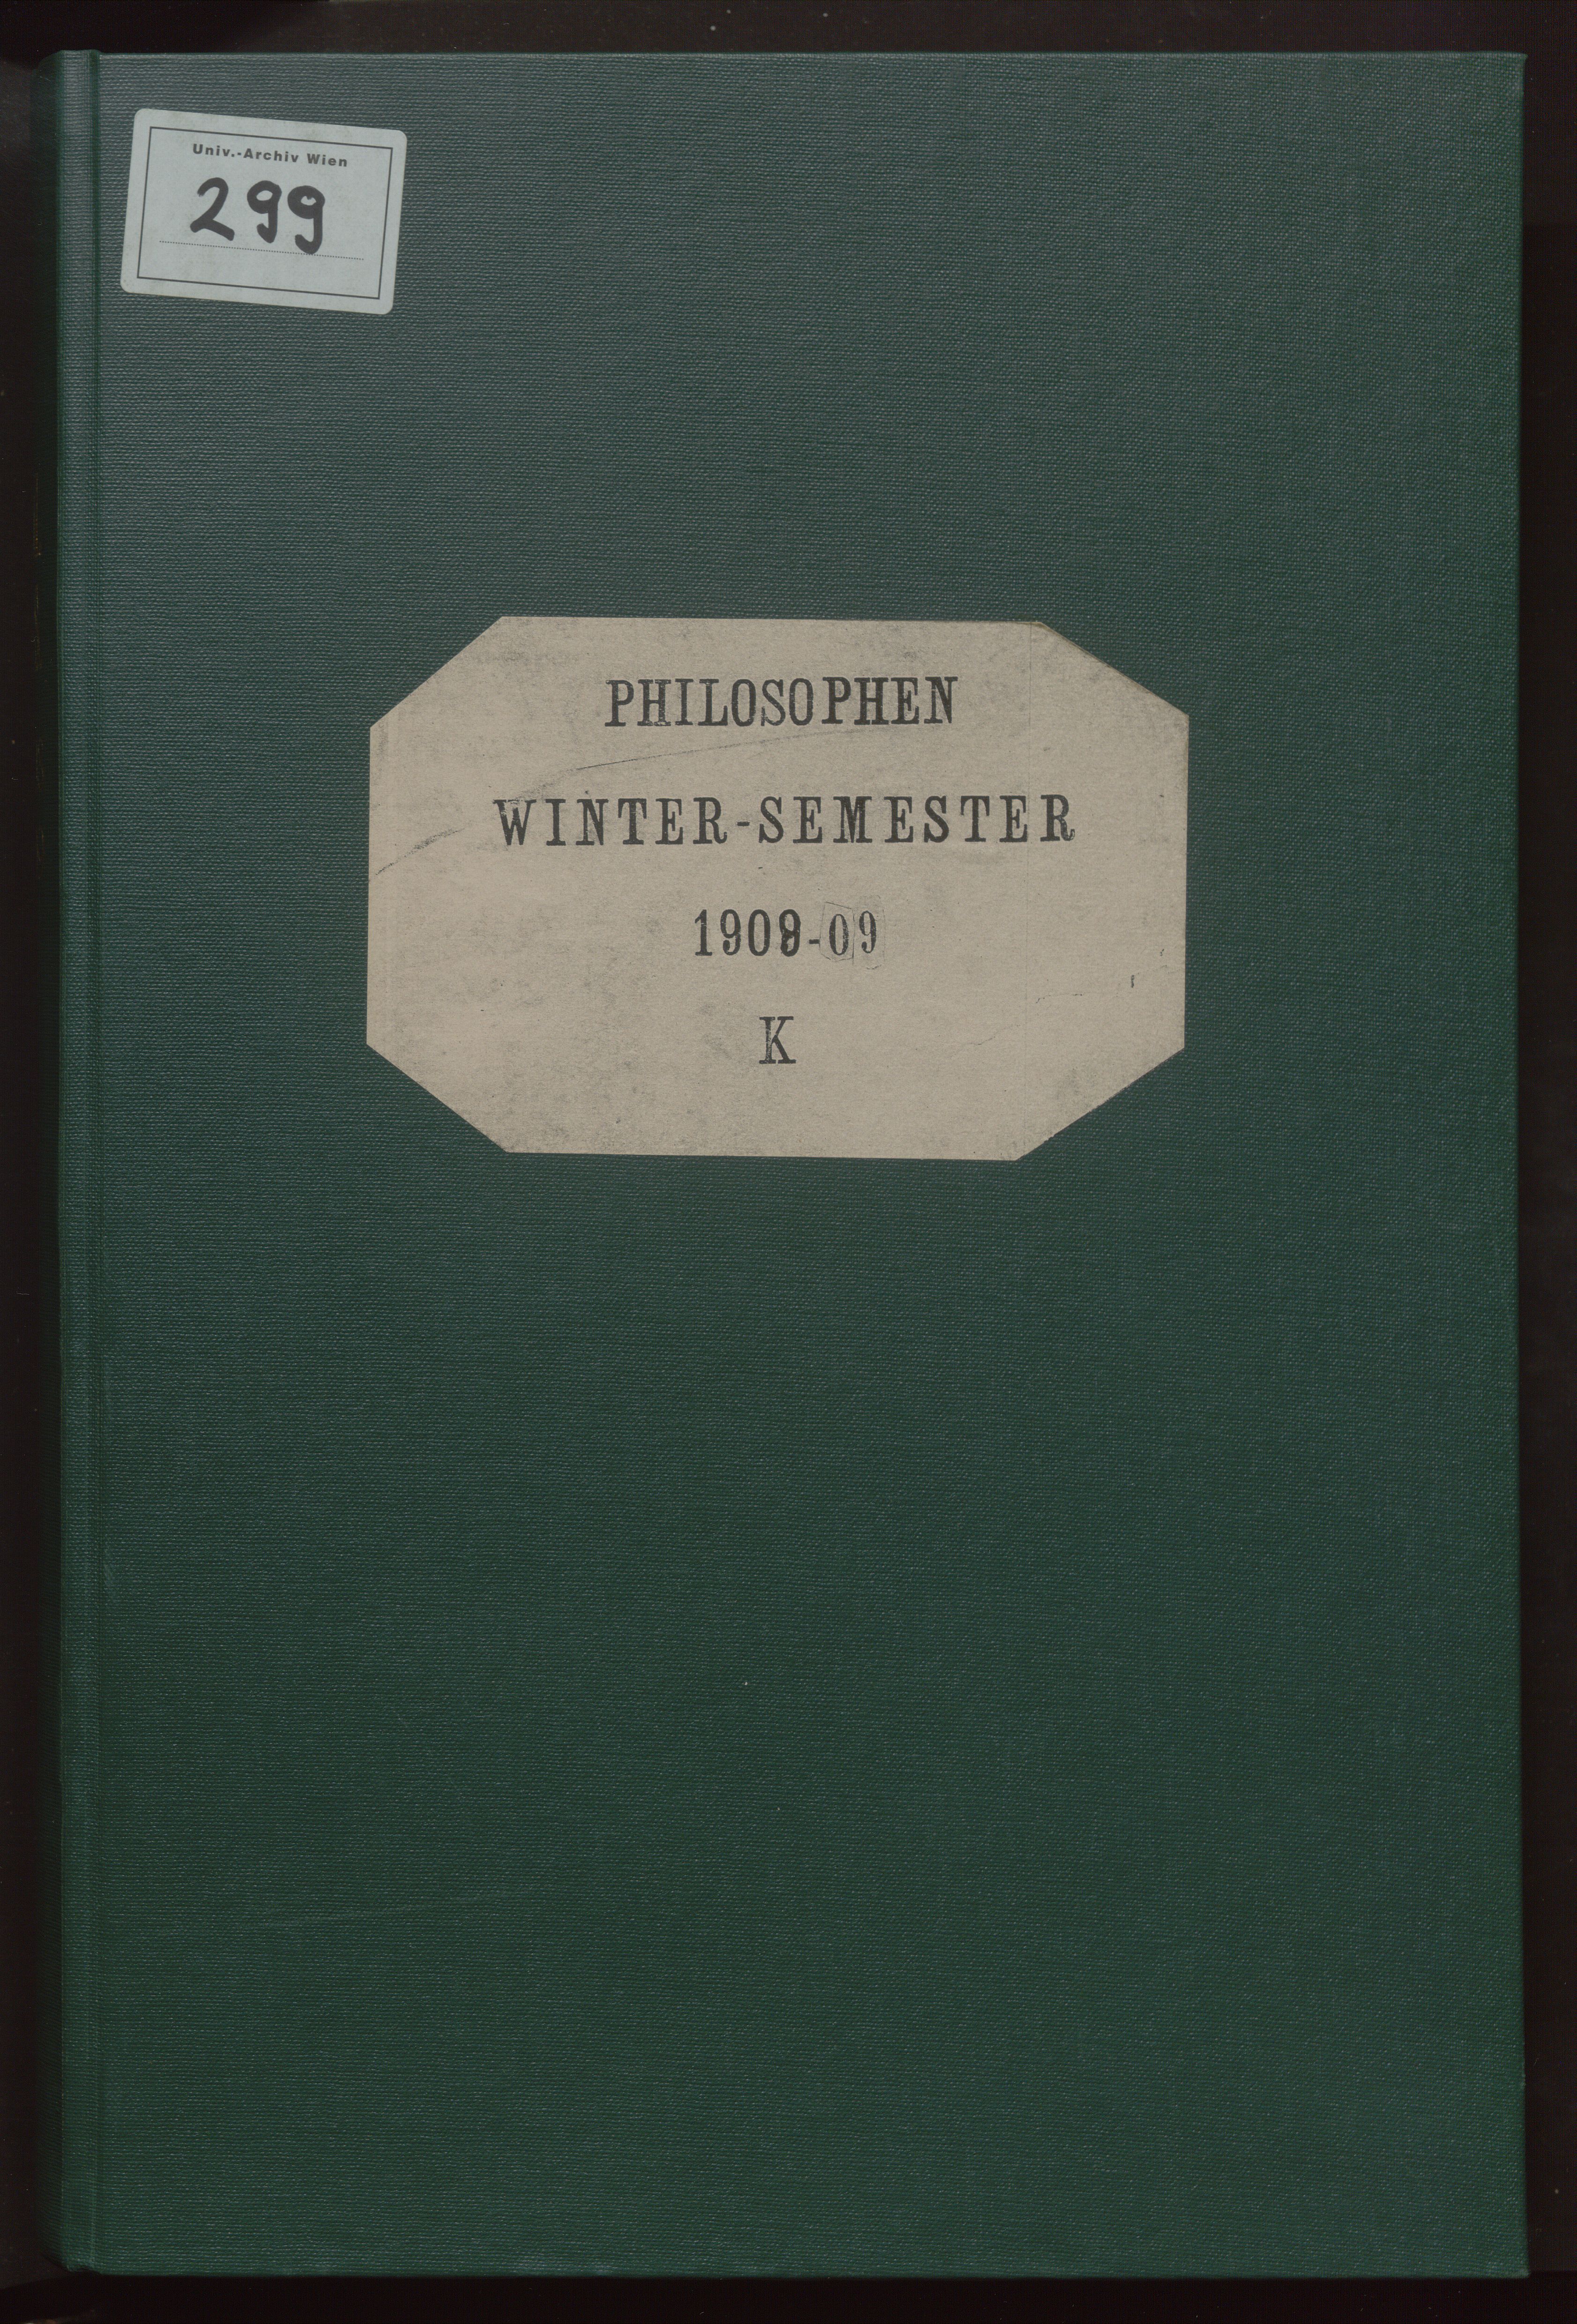 Univ.-Archiv Wien
299
PHILOSOPHEN
WINTER-SEMESTER
1908-09
K